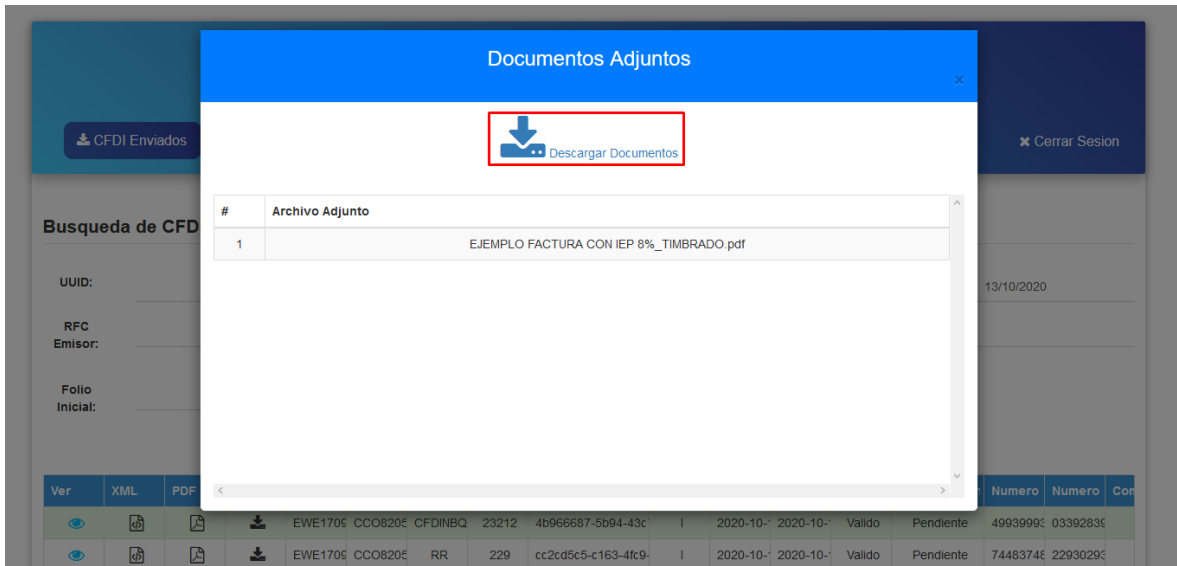 Documentos Adjuntos
×
Descargar Documentos
CFDI Enviados
Cerrar Sesion
# Archivo Adjunto
1 EJEMPLO FACTURA CON IEP 8%_TIMBRADO.pdf
Busqueda de CFD
UUID: 13/10/2020
RFC
Emisor:
Folio
Inicial:
Ver XML PDF Numero Numero Con
EWE1709 CCO8205 CFDINBQ 23212 4b966687-5b94-43c I 2020-10- 2020-10- Valido Pendiente 49939993 03392839
EWE1709 CCO8205 RR 229 cc2cd5c5-c163-4fc9- I 2020-10- 2020-10- Valido Pendiente 74483748 22930293